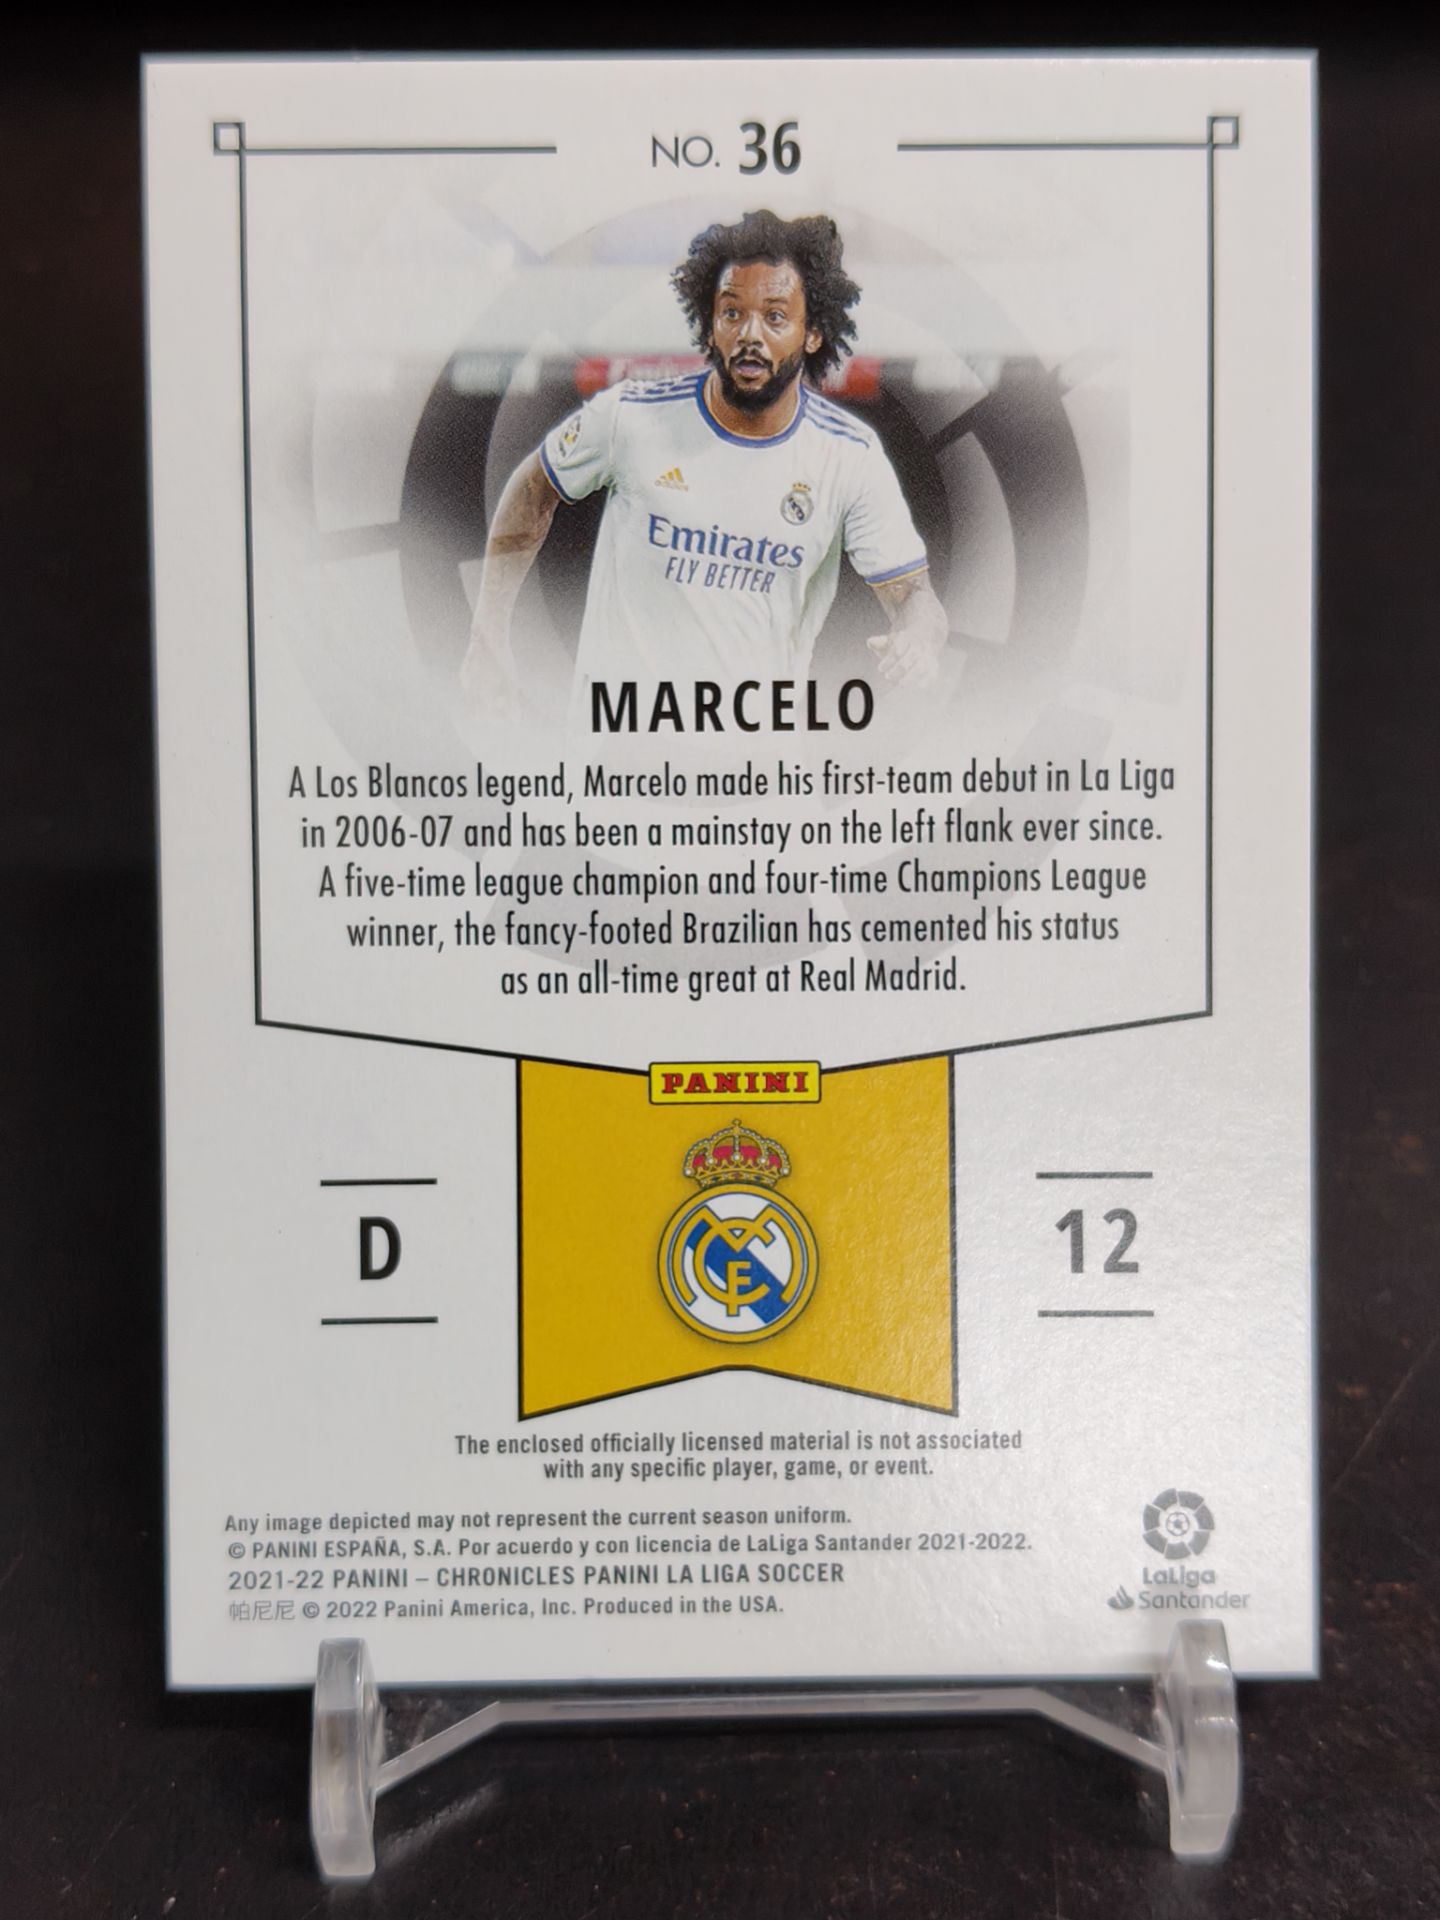 NO. 36
adidas
Emirates
FLY BETTER
MARCELO
A Los Blancos legend, Marcelo made his first-team debut in La Liga
in 2006-07 and has been a mainstay on the left flank ever since.
A five-time league champion and four-time Champions League
winner, the fancy-footed Brazilian has cemented his status
as an all-time great at Real Madrid.
PANINI
D
12
The enclosed officially licensed material is not associated
with any specific player, game, or event.
Any image depicted may not represent the current season uniform.
© PANINI ESPAÑA, S.A. Por acuerdo y con licencia de LaLiga Santander 2021-2022.
2021-22 PANINI – CHRONICLES PANINI LA LIGA SOCCER
帕尼尼 © 2022 Panini America, Inc. Produced in the USA.
LaLiga
Santander